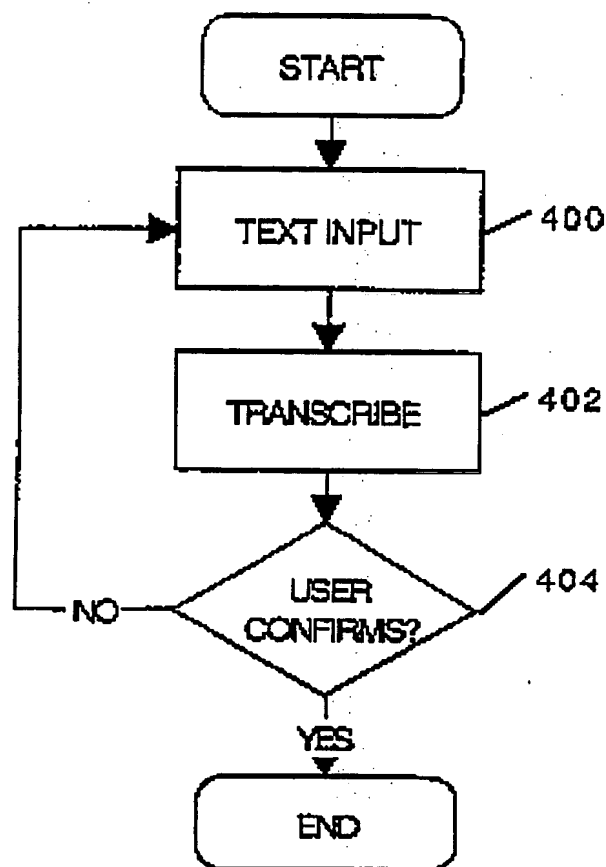 START
TEXT INPUT
400
TRANSCRIBE
402
USER
CONFIRMS?
404
NO
YES
END